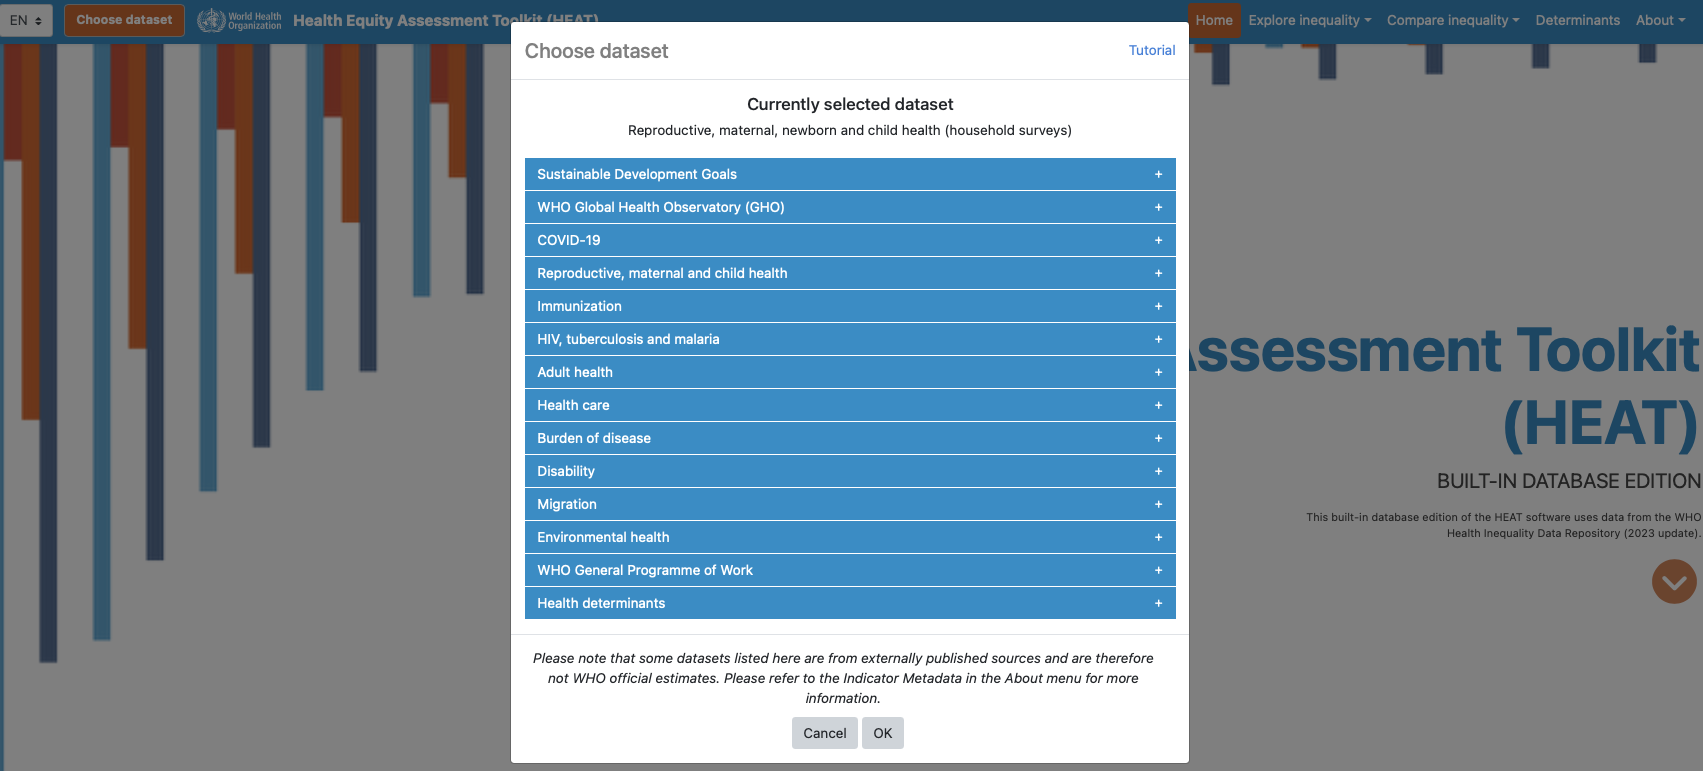 EN
Choose dataset
World Health
Organization
Health Equity Assessment Toolkit (HEAT)
Home
Explore inequality
Compare inequality
Determinants
About
Choose dataset
Tutorial
Currently selected dataset
Reproductive, maternal, newborn and child health (household surveys)
Sustainable Development Goals +
WHO Global Health Observatory (GHO) +
COVID-19 +
Reproductive, maternal and child health +
Immunization +
HIV, tuberculosis and malaria +
Adult health +
Health care +
Burden of disease +
Disability +
Migration +
Environmental health +
WHO General Programme of Work +
Health determinants +
Please note that some datasets listed here are from externally published sources and are therefore
not WHO official estimates. Please refer to the Indicator Metadata in the About menu for more
information.
Cancel
OK
ssessment Toolkit
(HEAT)
BUILT-IN DATABASE EDITION
This built-in database edition of the HEAT software uses data from the WHO
Health Inequality Data Repository (2023 update).